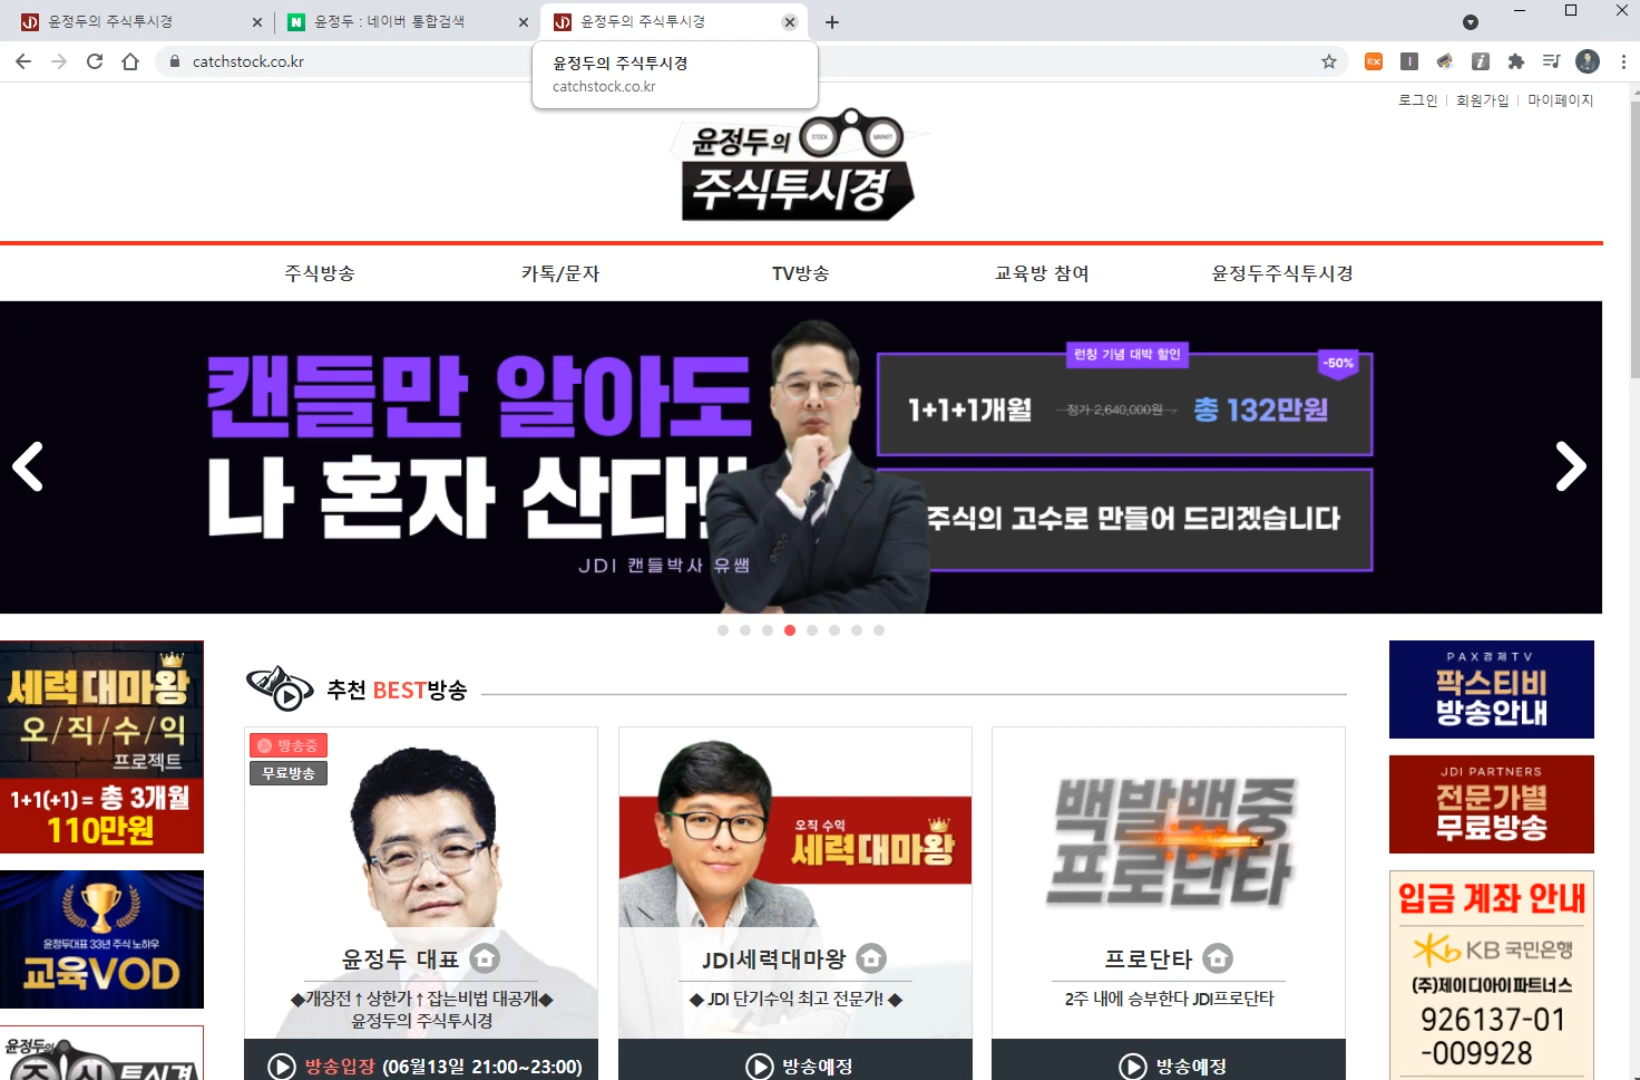 윤정두의 주식투시경
윤정두 : 네이버 통합검색
윤정두의 주식투시경
catchstock.co.kr
윤정두의 주식투시경
catchstock.co.kr
로그인 | 회원가입 | 마이페이지
윤정두의
STOCK MARKET
주식투시경
주식방송 카톡/문자 TV방송 교육방 참여 윤정두주식투시경
캔들만 알아도
나 혼자 산다!!
JDI 캔들박사 유쌤
런칭 기념 대박 할인
-50%
1+1+1개월 정가 2,640,000원 총 132만원
주식의 고수로 만들어 드리겠습니다
세력대마왕
오/직/수/익
프로젝트
1+1(+1)= 총 3개월
110만원
윤정두대표 33년 주식 노하우
교육VOD
윤정두의
추천 BEST방송
방송중
무료방송
윤정두 대표
◆개장전↑상한가↑잡는비법 대공개◆
윤정두의 주식투시경
방송입장 (06월13일 21:00~23:00)
오직 수익
세력대마왕
JDI세력대마왕
◆ JDI 단기수익 최고 전문가! ◆
방송예정
백발백중
프로단타
프로단타
2주 내에 승부한다 JDI프로단타
방송예정
PAX경제TV
팍스티비
방송안내
JDI PARTNERS
전문가별
무료방송
입금 계좌 안내
KB 국민은행
(주)제이디아이파트너스
926137-01
-009928